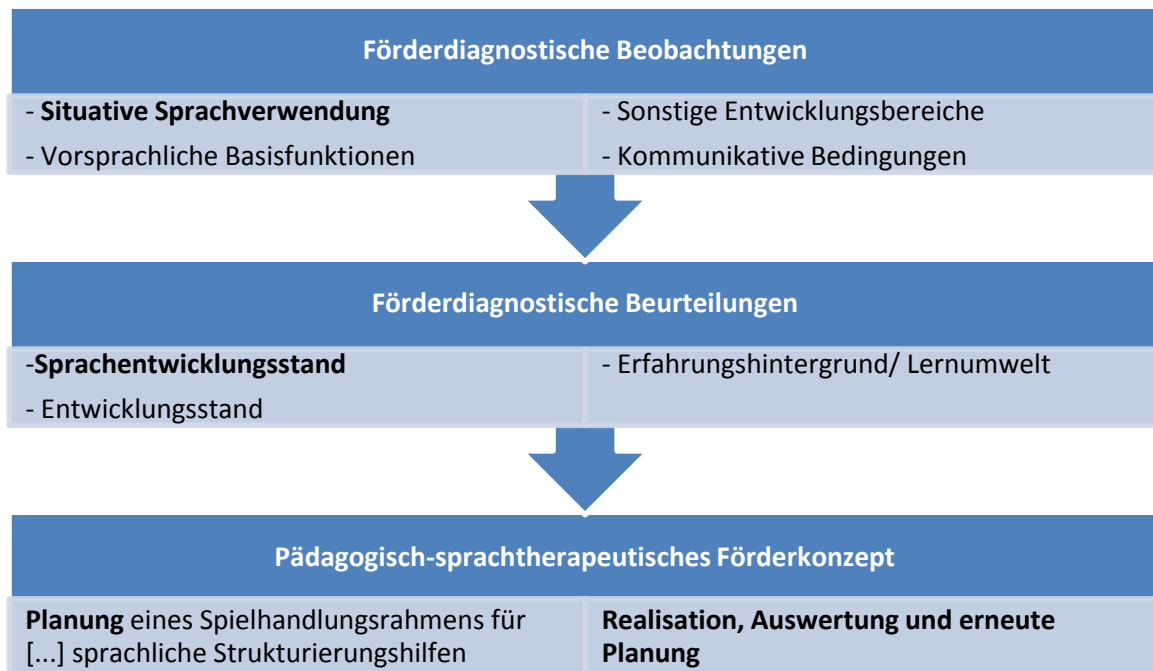 Förderdiagnostische Beobachtungen
- Situative Sprachverwendung
- Vorsprachliche Basisfunktionen
- Sonstige Entwicklungsbereiche
- Kommunikative Bedingungen
Förderdiagnostische Beurteilungen
-Sprachentwicklungsstand
- Entwicklungsstand
- Erfahrungshintergrund/ Lernumwelt
Pädagogisch-sprachtherapeutisches Förderkonzept
Planung eines Spielhandlungsrahmens für
[...] sprachliche Strukturierungshilfen
Realisation, Auswertung und erneute
Planung